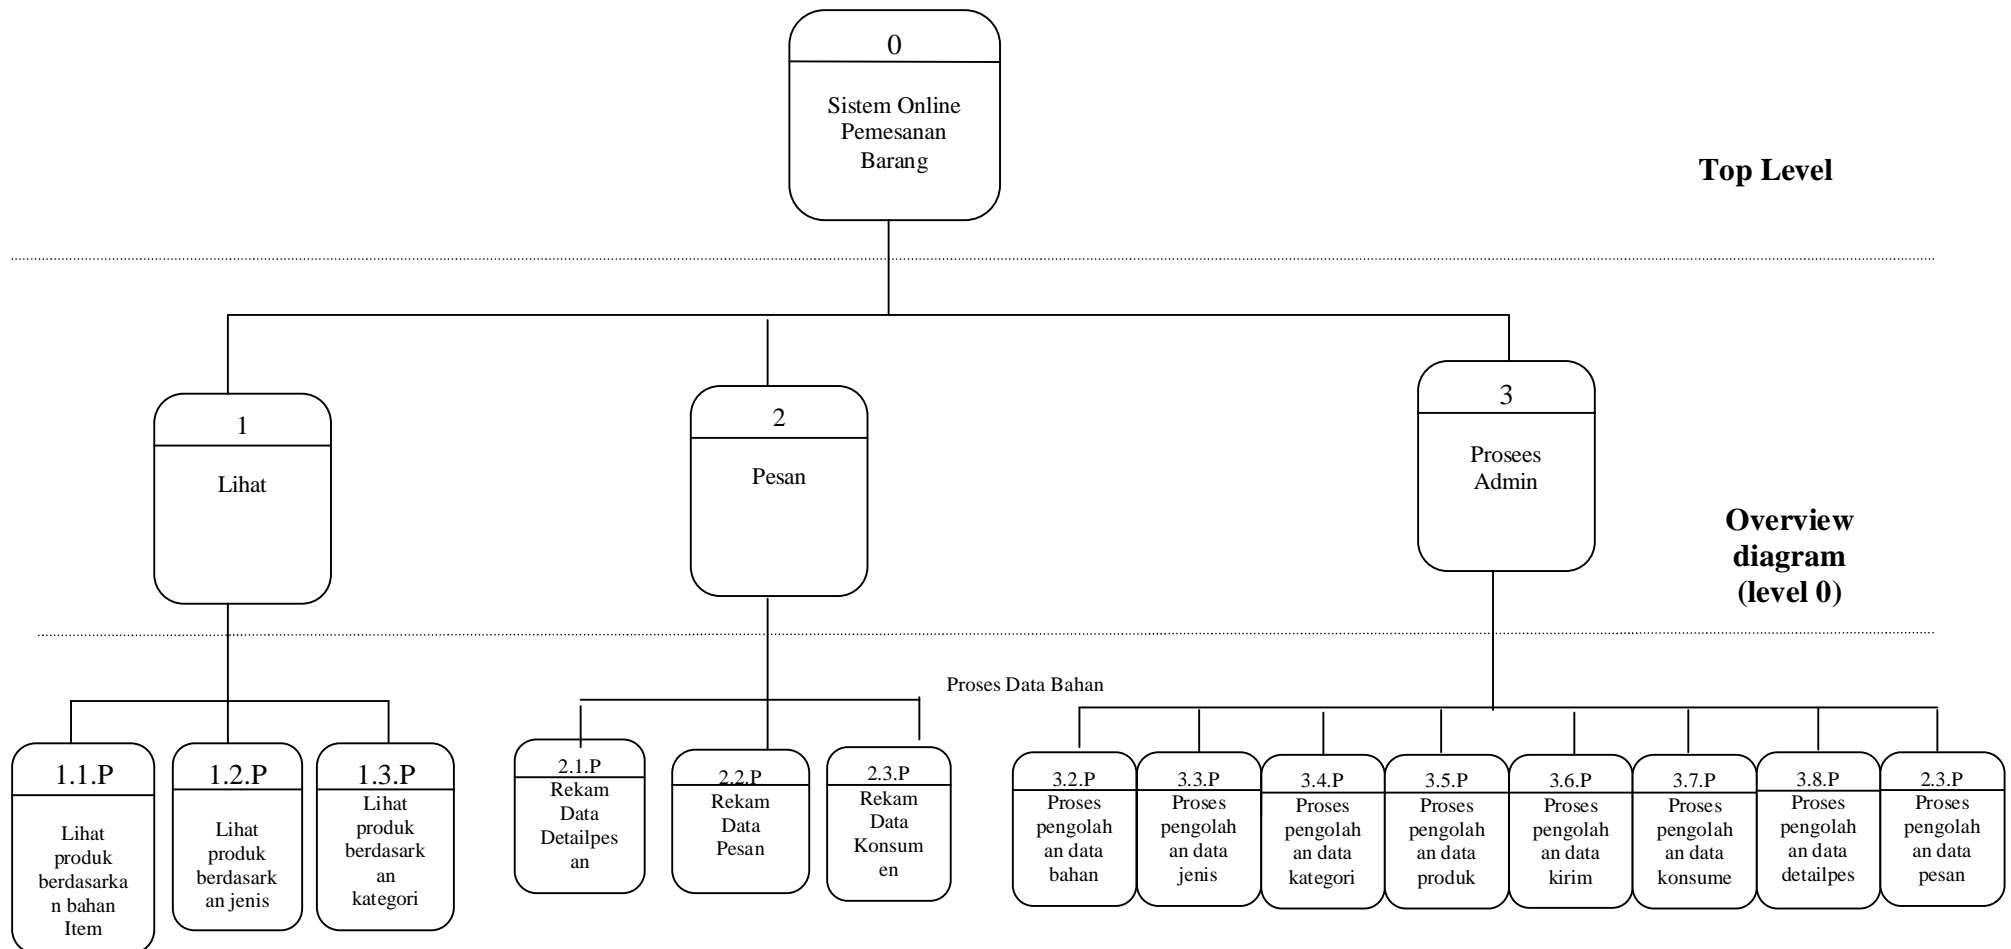 0
Sistem Online
Pemesanan
Barang
Top Level
1
Lihat
2
Pesan
3
Prosees
Admin
Overview
diagram
(level 0)
Proses Data Bahan
1.1.P
Lihat
produk
berdasarka
n bahan
Item
1.2.P
Lihat
produk
berdasark
an jenis
1.3.P
Lihat
produk
berdasark
an
kategori
2.1.P
Rekam
Data
Detailpes
an
2.2.P
Rekam
Data
Pesan
2.3.P
Rekam
Data
Konsum
en
3.2.P
Proses
pengolah
an data
bahan
3.3.P
Proses
pengolah
an data
jenis
3.4.P
Proses
pengolah
an data
kategori
3.5.P
Proses
pengolah
an data
produk
3.6.P
Proses
pengolah
an data
kirim
3.7.P
Proses
pengolah
an data
konsume
3.8.P
Proses
pengolah
an data
detailpes
2.3.P
Proses
pengolah
an data
pesan